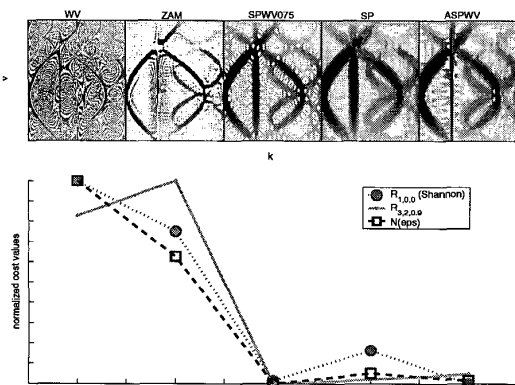 WV ZAM SPWV075 SP ASPWV
v
k
R1,0,0 (Shannon)
R3,2,0.9
N(eps)
normalized cost values